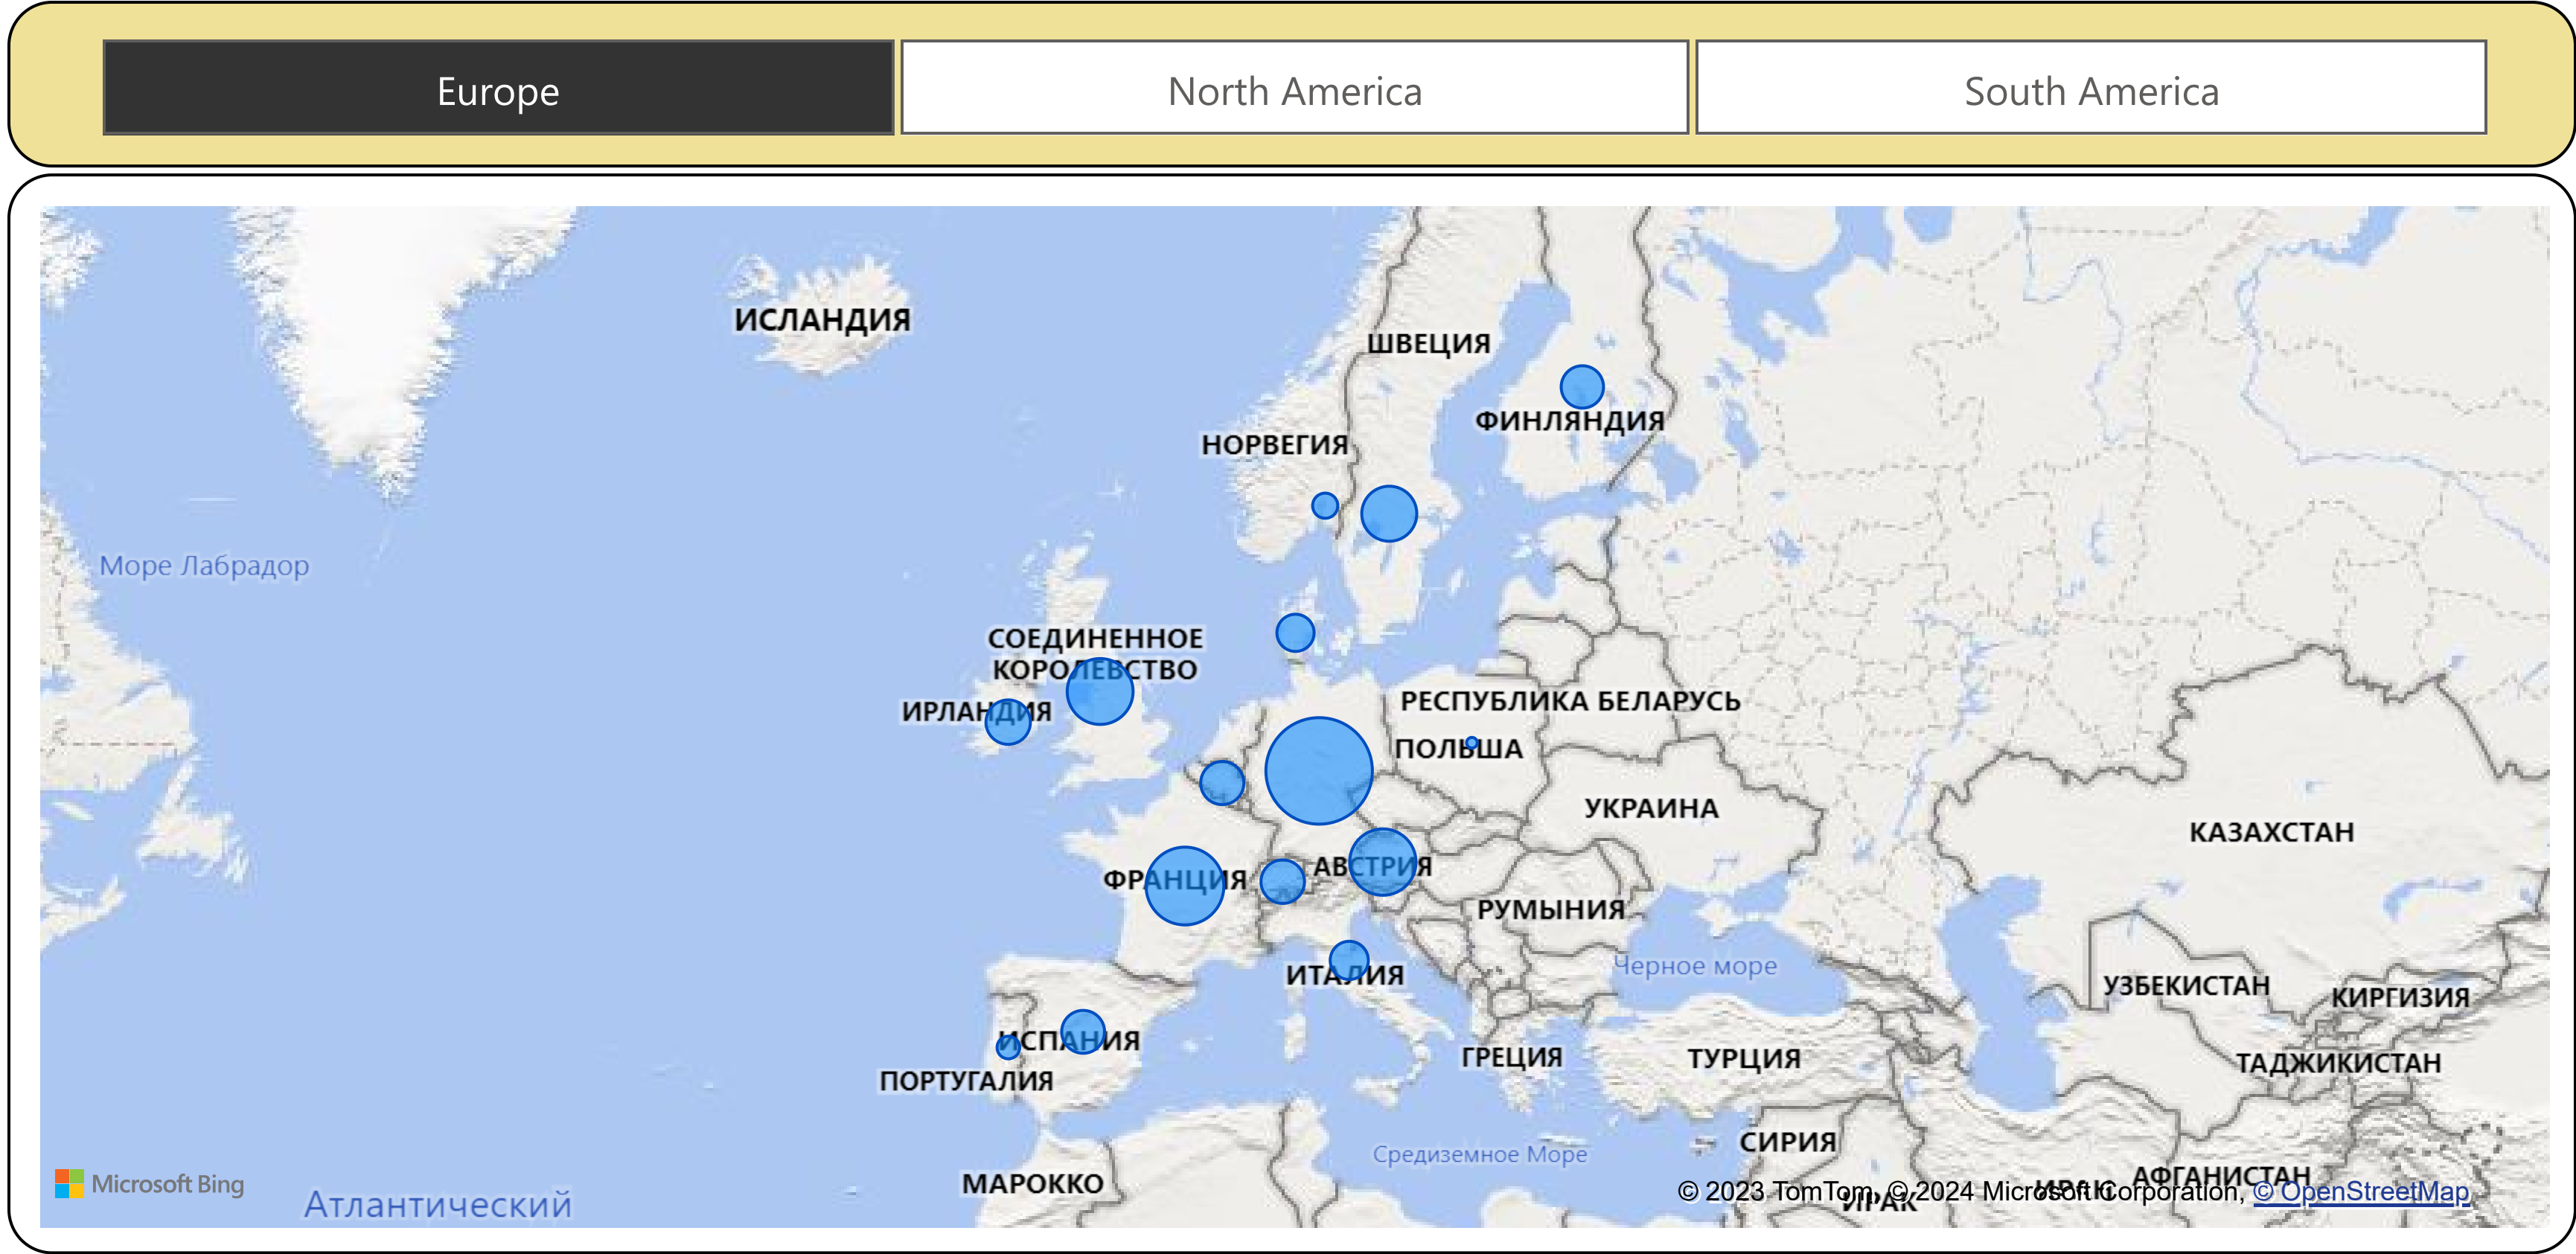 Europe
North America
South America
ИСЛАНДИЯ
ШВЕЦИЯ
ФИНЛЯНДИЯ
НОРВЕГИЯ
Море Лабрадор
СОЕДИНЕННОЕ
КОРОЛЕВСТВО
ИРЛАНДИЯ
РЕСПУБЛИКА БЕЛАРУСЬ
ПОЛЬША
УКРАИНА
КАЗАХСТАН
АВСТРИЯ
ФРАНЦИЯ
РУМЫНИЯ
Черное море
ИТАЛИЯ
УЗБЕКИСТАН
КИРГИЗИЯ
ИСПАНИЯ
ГРЕЦИЯ
ТУРЦИЯ
ТАДЖИКИСТАН
ПОРТУГАЛИЯ
СИРИЯ
Средиземное Море
МАРОККО
АФГАНИСТАН
Microsoft Bing
Атлантический
© 2023 TomTom, © 2024 Microsoft Corporation, © OpenStreetMap
ИРАК